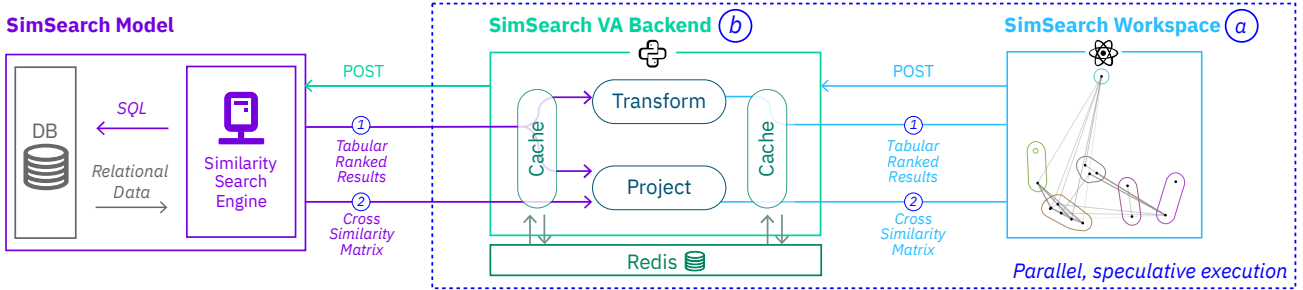 SimSearch Model
SimSearch VA Backend b
SimSearch Workspace a
DB
SQL
Relational
Data
Similarity
Search
Engine
POST
1
Tabular
Ranked
Results
2
Cross
Similarity
Matrix
Cache
Transform
Project
Cache
Redis
POST
1
Tabular
Ranked
Results
2
Cross
Similarity
Matrix
Parallel, speculative execution